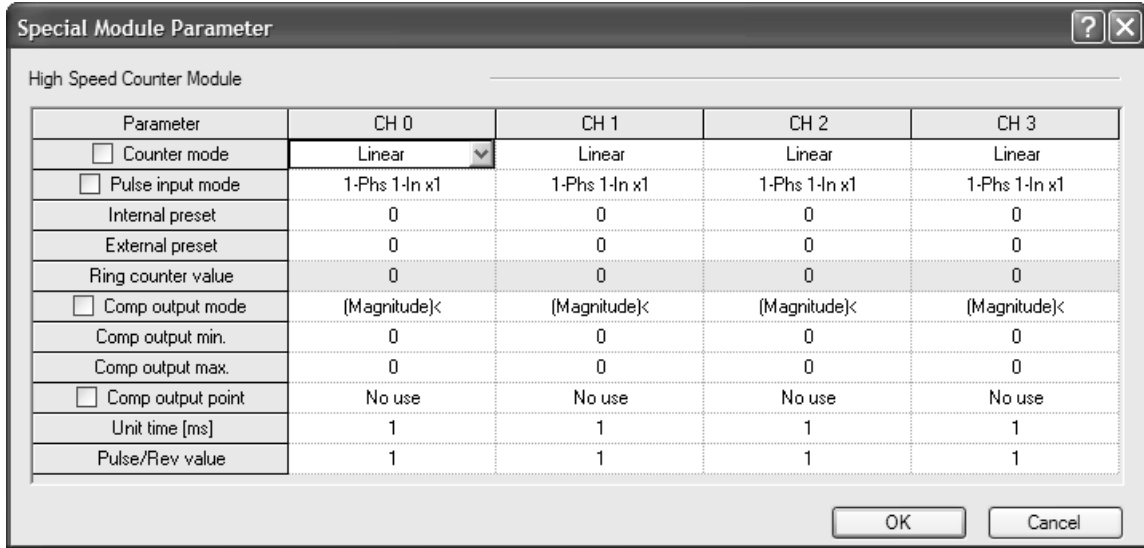 Special Module Parameter
High Speed Counter Module
Parameter CH 0 CH 1 CH 2 CH 3
Counter mode Linear Linear Linear Linear
Pulse input mode 1-Phs 1-In x1 1-Phs 1-In x1 1-Phs 1-In x1 1-Phs 1-In x1
Internal preset 0 0 0 0
External preset 0 0 0 0
Ring counter value 0 0 0 0
Comp output mode (Magnitude)< (Magnitude)< (Magnitude)< (Magnitude)<
Comp output min. 0 0 0 0
Comp output max. 0 0 0 0
Comp output point No use No use No use No use
Unit time [ms] 1 1 1 1
Pulse/Rev value 1 1 1 1
OK Cancel